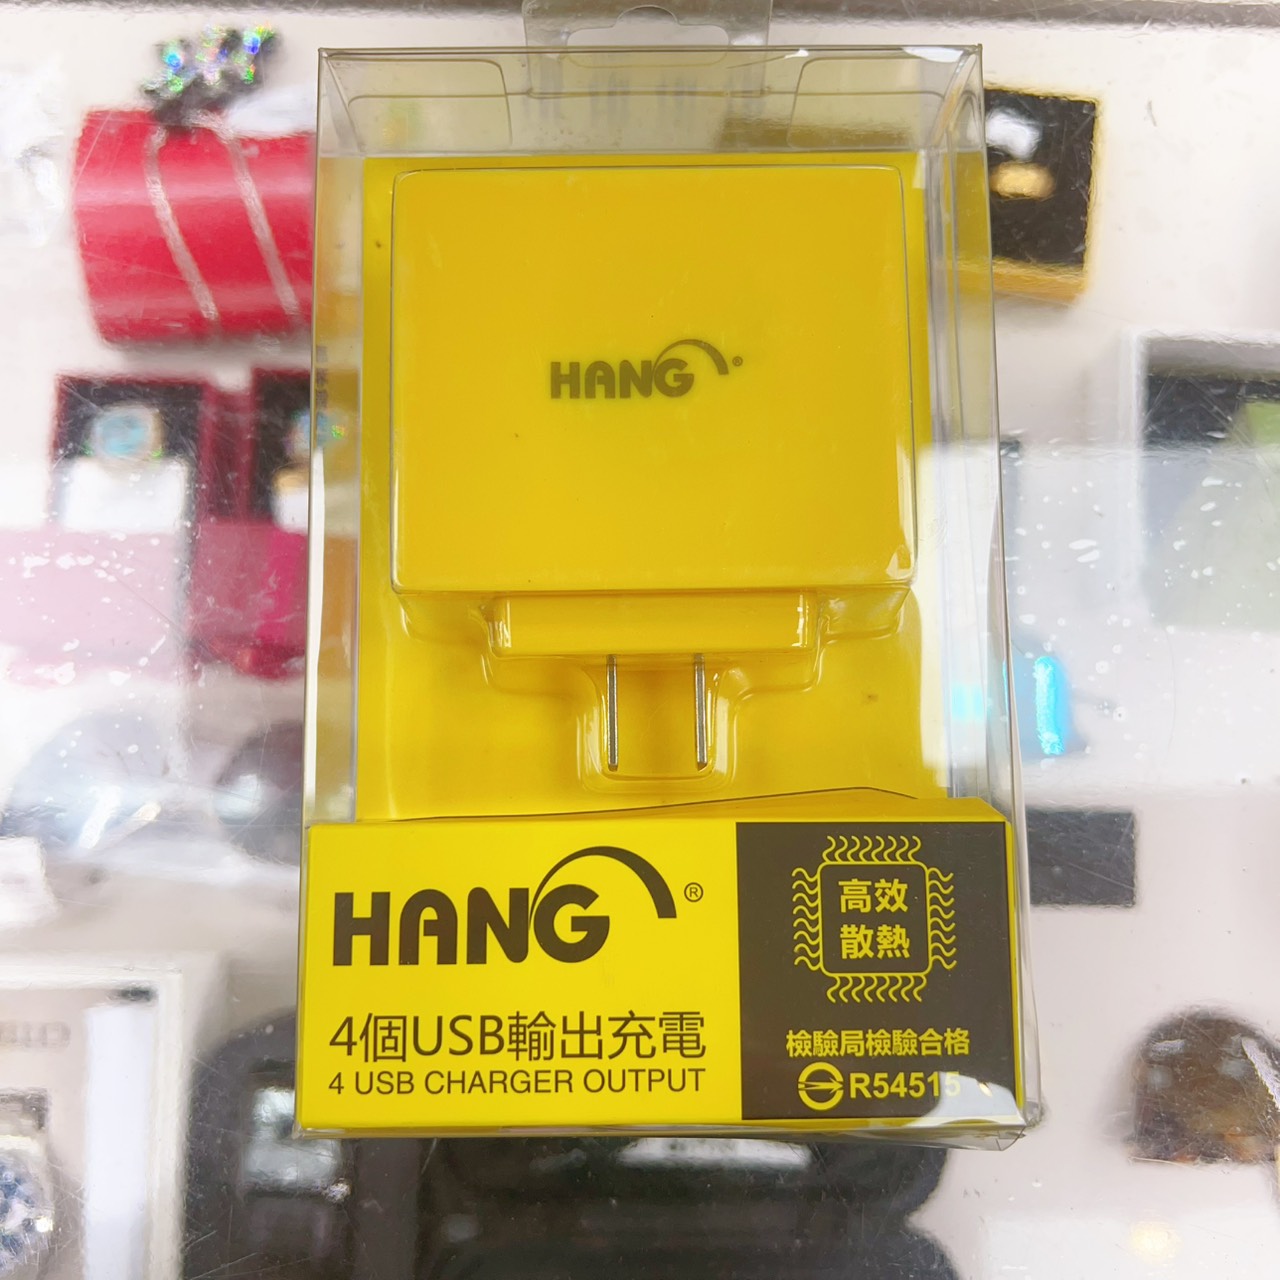 HANG®
HANG®
4個USB輸出充電
4 USB CHARGER OUTPUT
高效
散熱
檢驗局檢驗合格
R54515